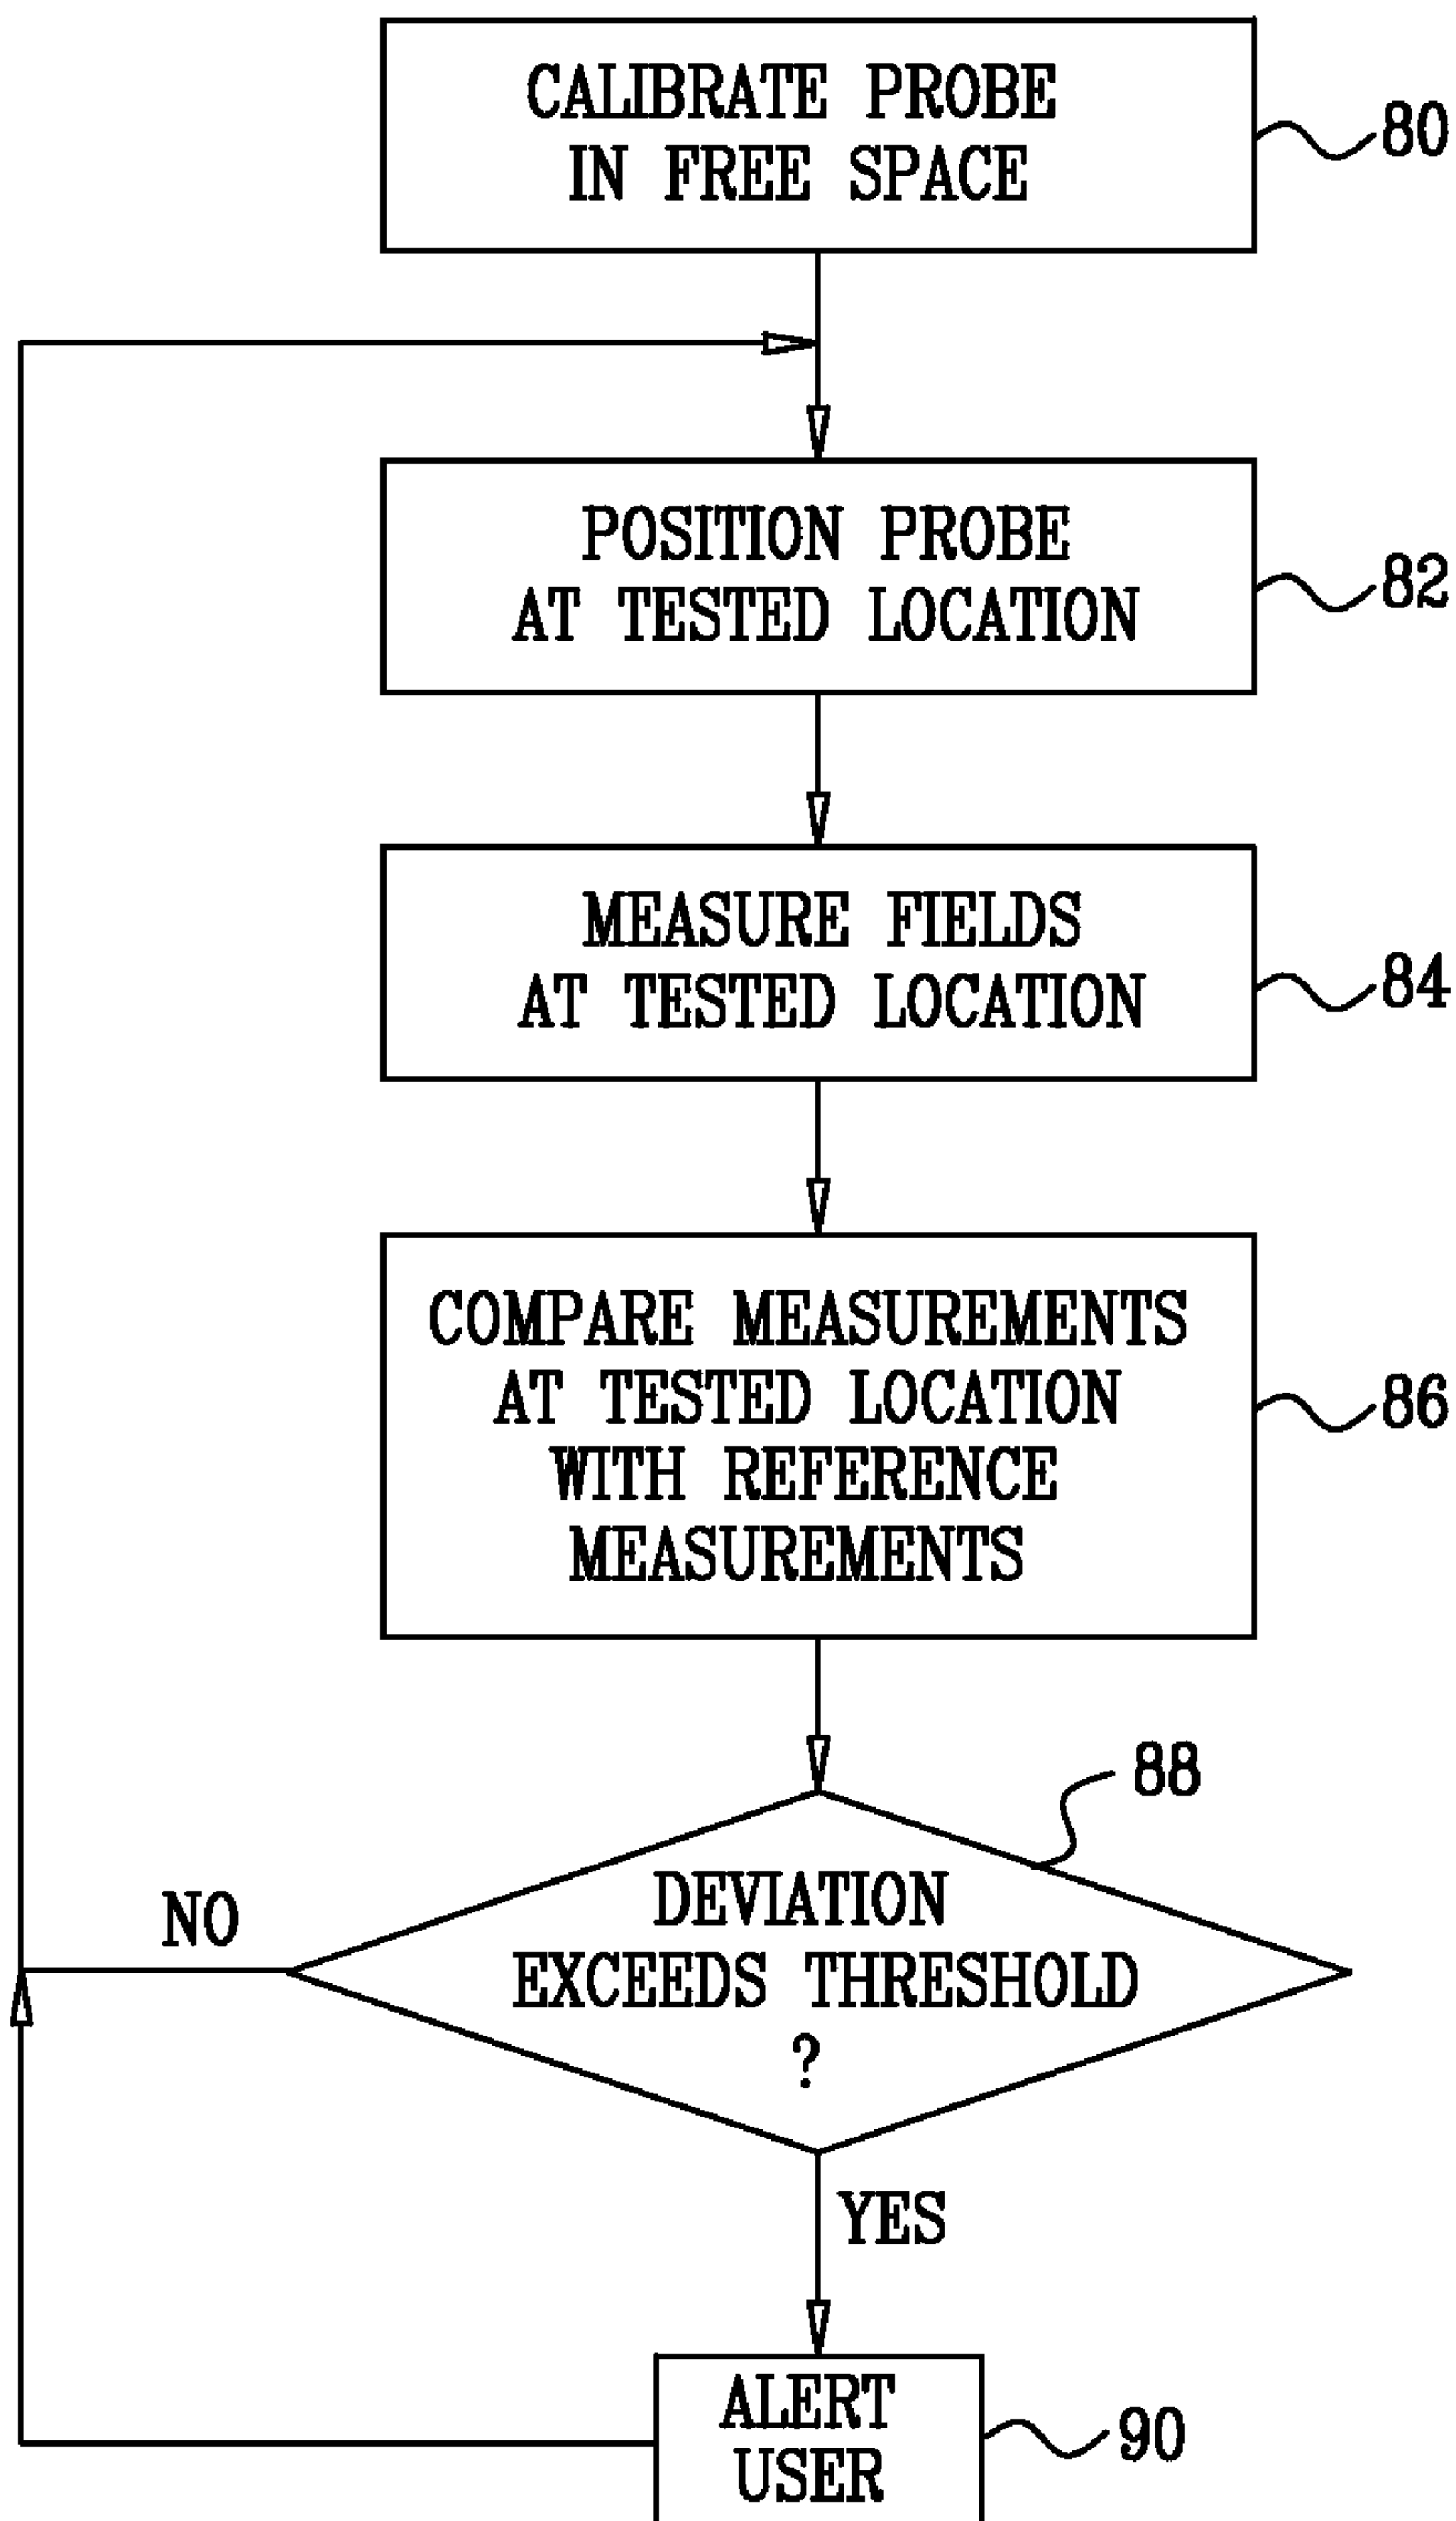 CALIBRATE PROBE
IN FREE SPACE
80
POSITION PROBE
AT TESTED LOCATION
82
MEASURE FIELDS
AT TESTED LOCATION
84
COMPARE MEASUREMENTS
AT TESTED LOCATION
WITH REFERENCE
MEASUREMENTS
86
88
DEVIATION
EXCEEDS THRESHOLD
?
NO
YES
ALERT
USER
90